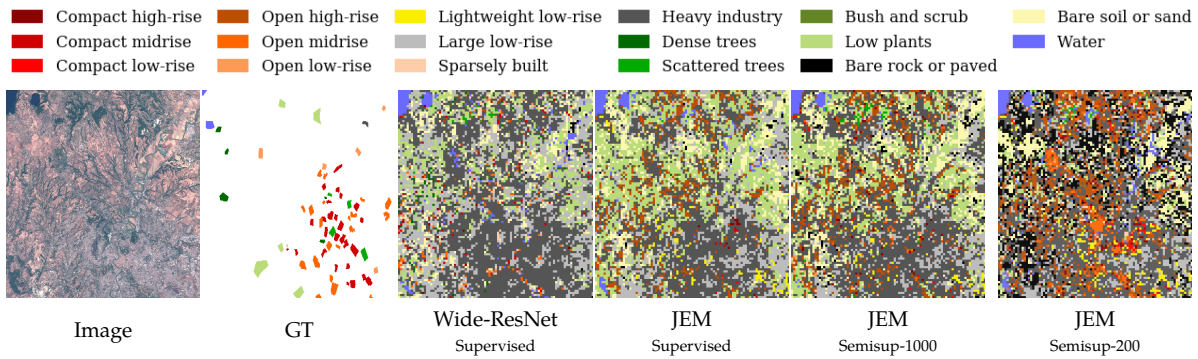 Compact high-rise Open high-rise Lightweight low-rise Heavy industry Bush and scrub Bare soil or sand
Compact midrise Open midrise Large low-rise Dense trees Low plants Water
Compact low-rise Open low-rise Sparsely built Scattered trees Bare rock or paved
Image GT Wide-ResNet JEM JEM JEM
Supervised Supervised Semisup-1000 Semisup-200